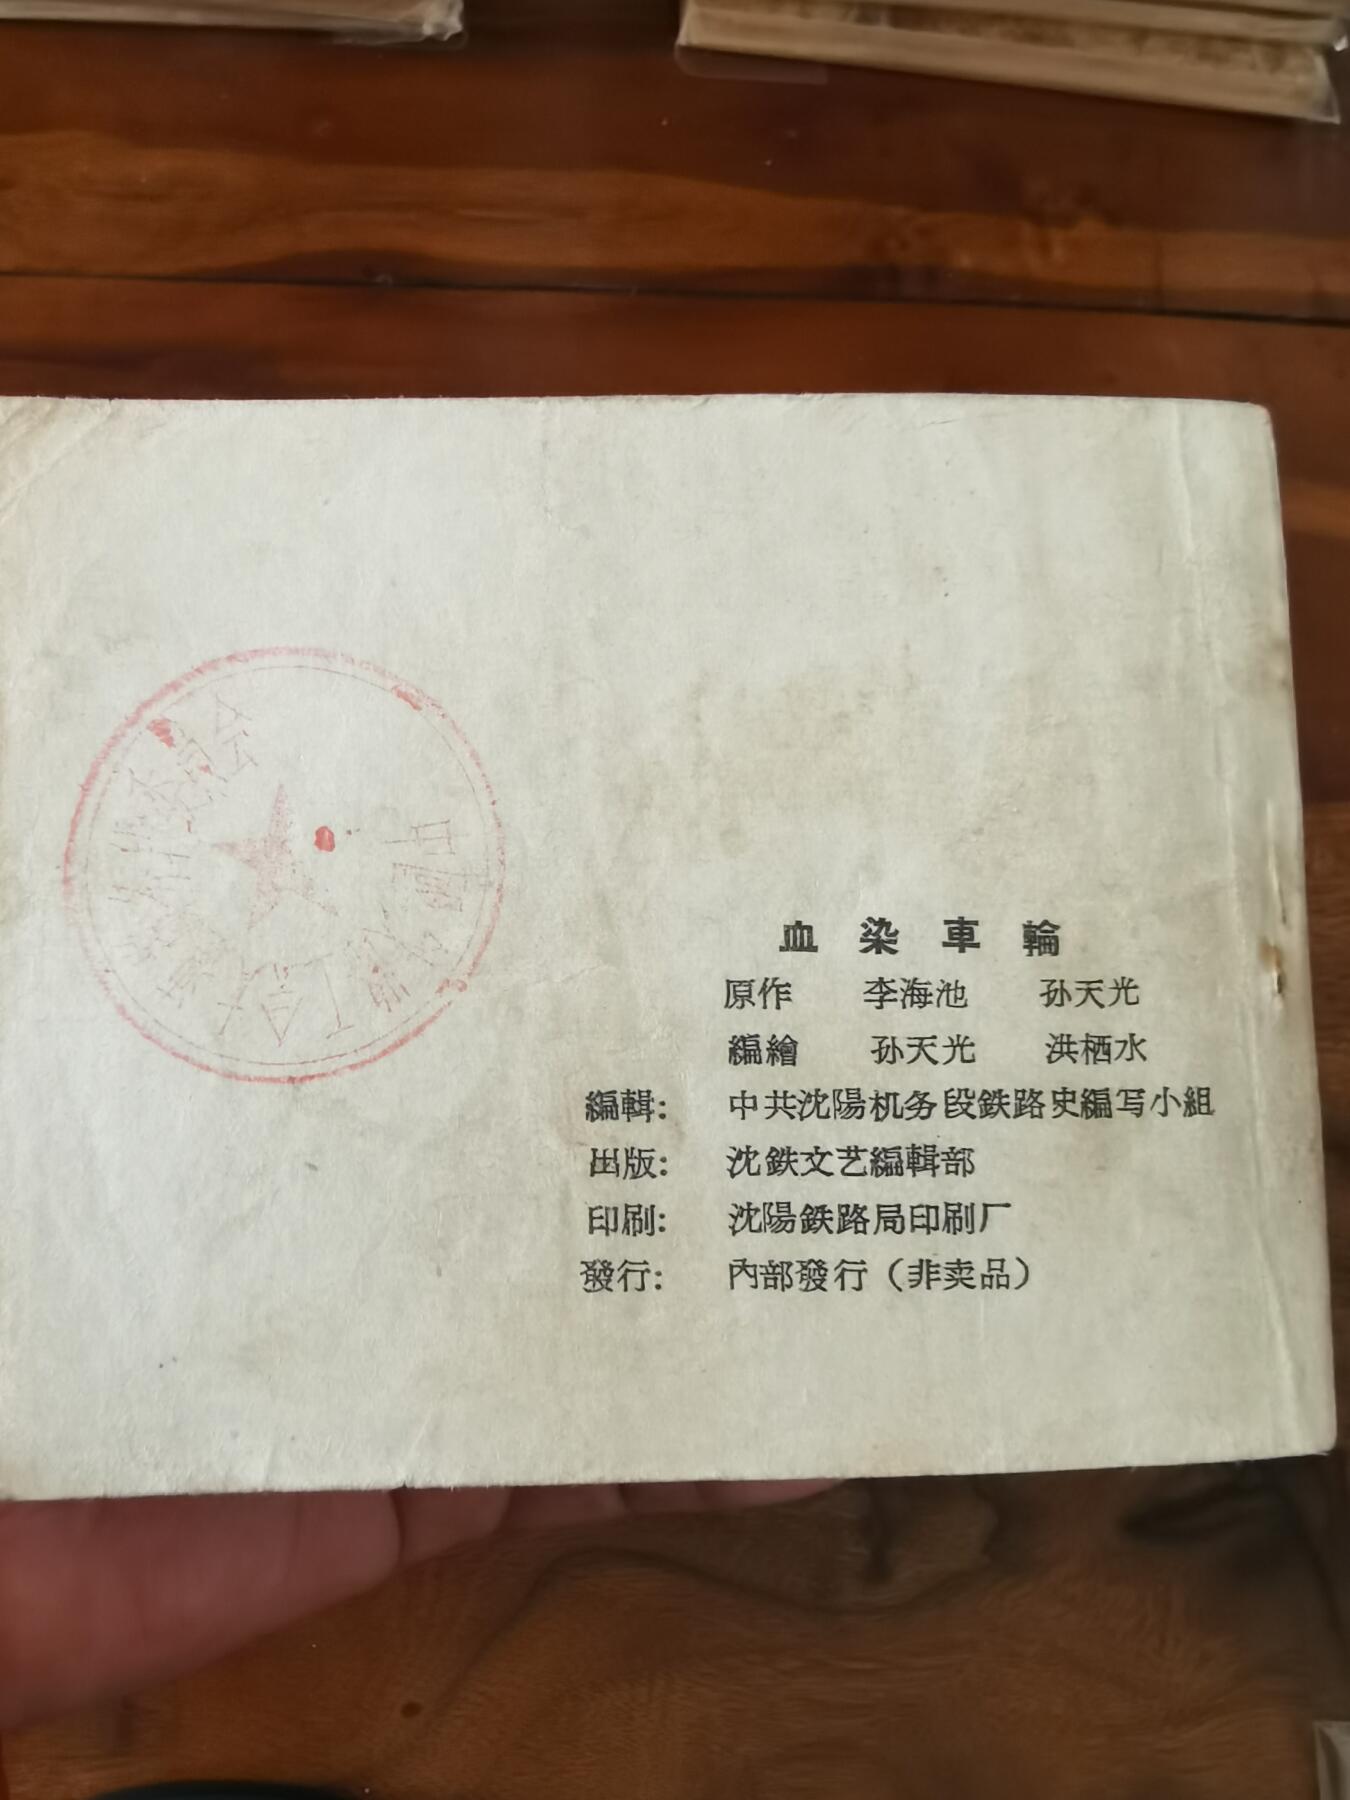 血染車輪
原作 李海池 孙天光
編繪 孙天光 洪栖水
編輯: 中共沈陽机务段鉄路史編写小組
出版: 沈鉄文艺編輯部
印刷: 沈陽鉄路局印刷厂
發行: 內部發行（非卖品）